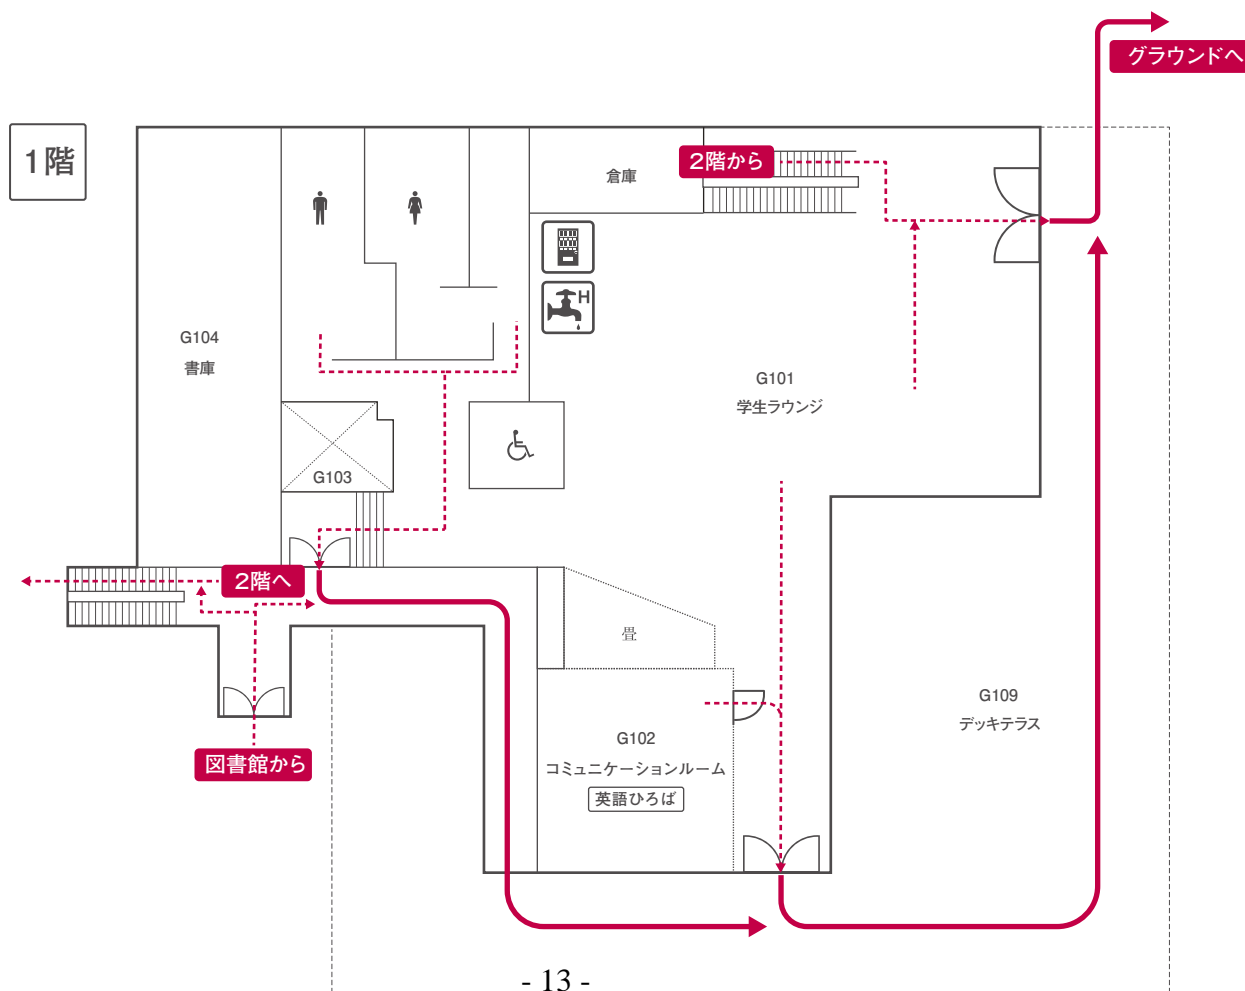 グラウンドへ
1階
2階から
倉庫
H
G104
書庫
G101
学生ラウンジ
G103
2階へ
畳
G109
デッキテラス
図書館から
G102
コミュニケーションルーム
英語ひろば
- 13 -